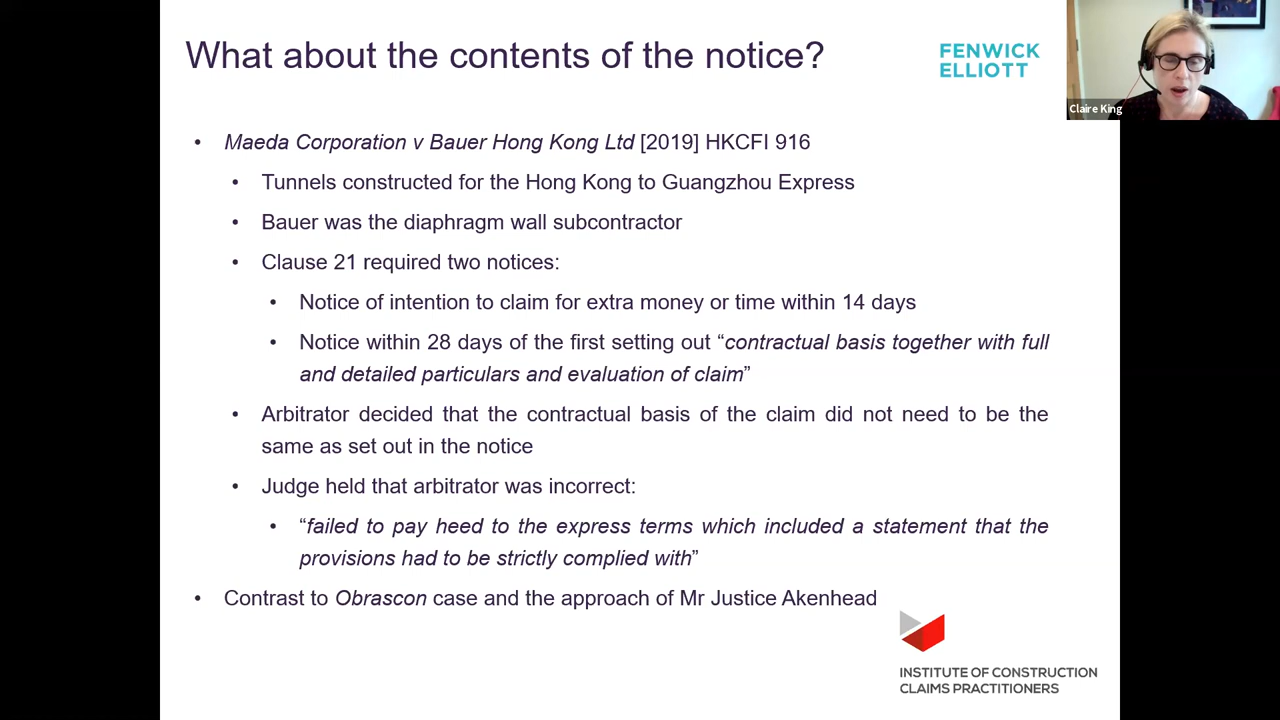 What about the contents of the notice?
FENWICK
ELLIOTT
Claire King
• Maeda Corporation v Bauer Hong Kong Ltd [2019] HKCFI 916
• Tunnels constructed for the Hong Kong to Guangzhou Express
• Bauer was the diaphragm wall subcontractor
• Clause 21 required two notices:
• Notice of intention to claim for extra money or time within 14 days
• Notice within 28 days of the first setting out “contractual basis together with full
and detailed particulars and evaluation of claim”
• Arbitrator decided that the contractual basis of the claim did not need to be the
same as set out in the notice
• Judge held that arbitrator was incorrect:
• “failed to pay heed to the express terms which included a statement that the
provisions had to be strictly complied with”
• Contrast to Obrascon case and the approach of Mr Justice Akenhead
INSTITUTE OF CONSTRUCTION
CLAIMS PRACTITIONERS